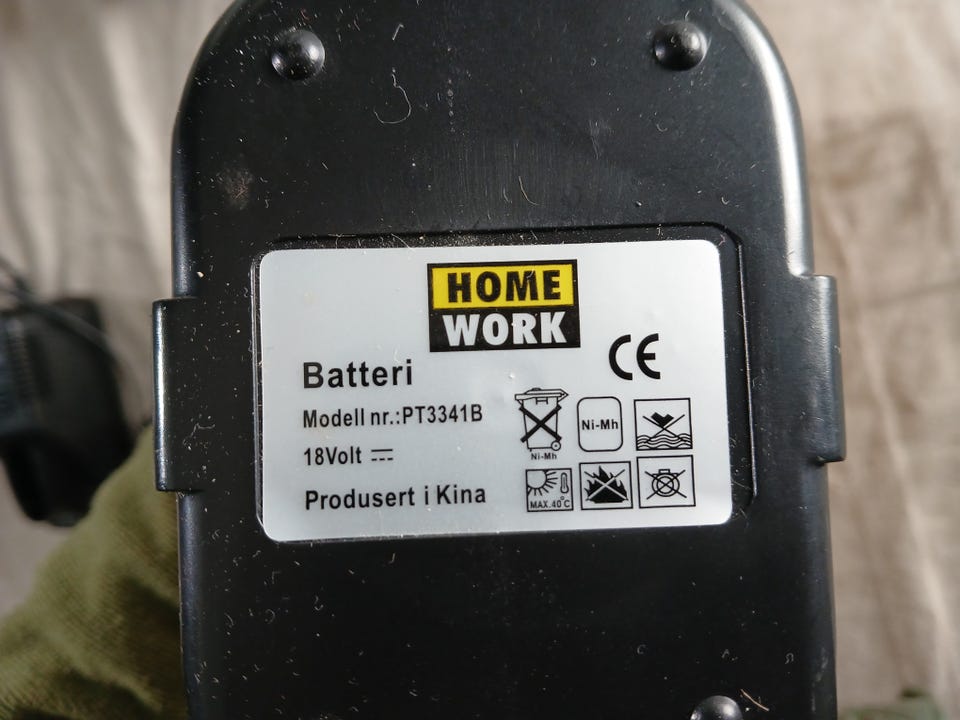 HOME
WORK
CE
Batteri
Modell nr.:PT3341B
18Volt
Produsert i Kina
Ni-Mh
Ni-Mh
MAX.40°C